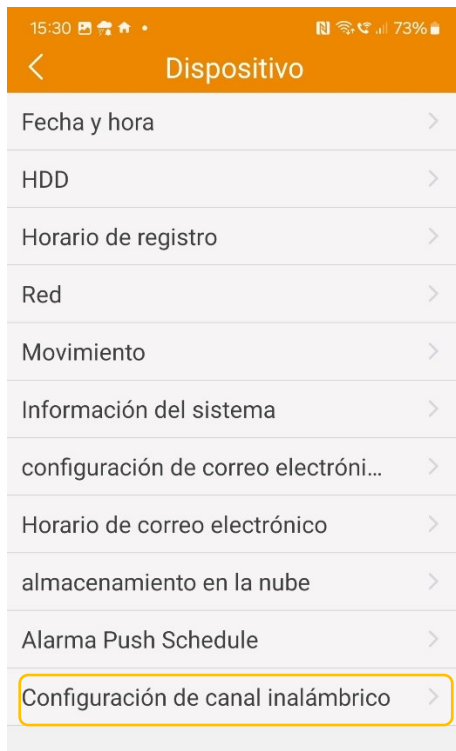 15:30 73%
Dispositivo
Fecha y hora
HDD
Horario de registro
Red
Movimiento
Información del sistema
configuración de correo electróni...
Horario de correo electrónico
almacenamiento en la nube
Alarma Push Schedule
Configuración de canal inalámbrico